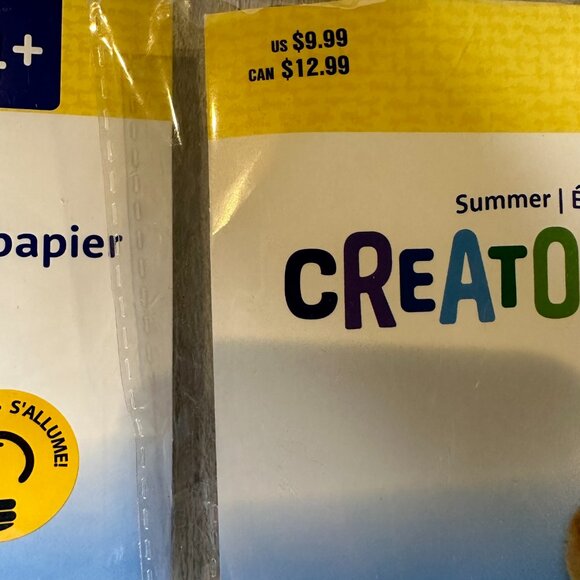 +
papier
S'ALLUME!
US $9.99
CAN $12.99
Summer | É
CREATO